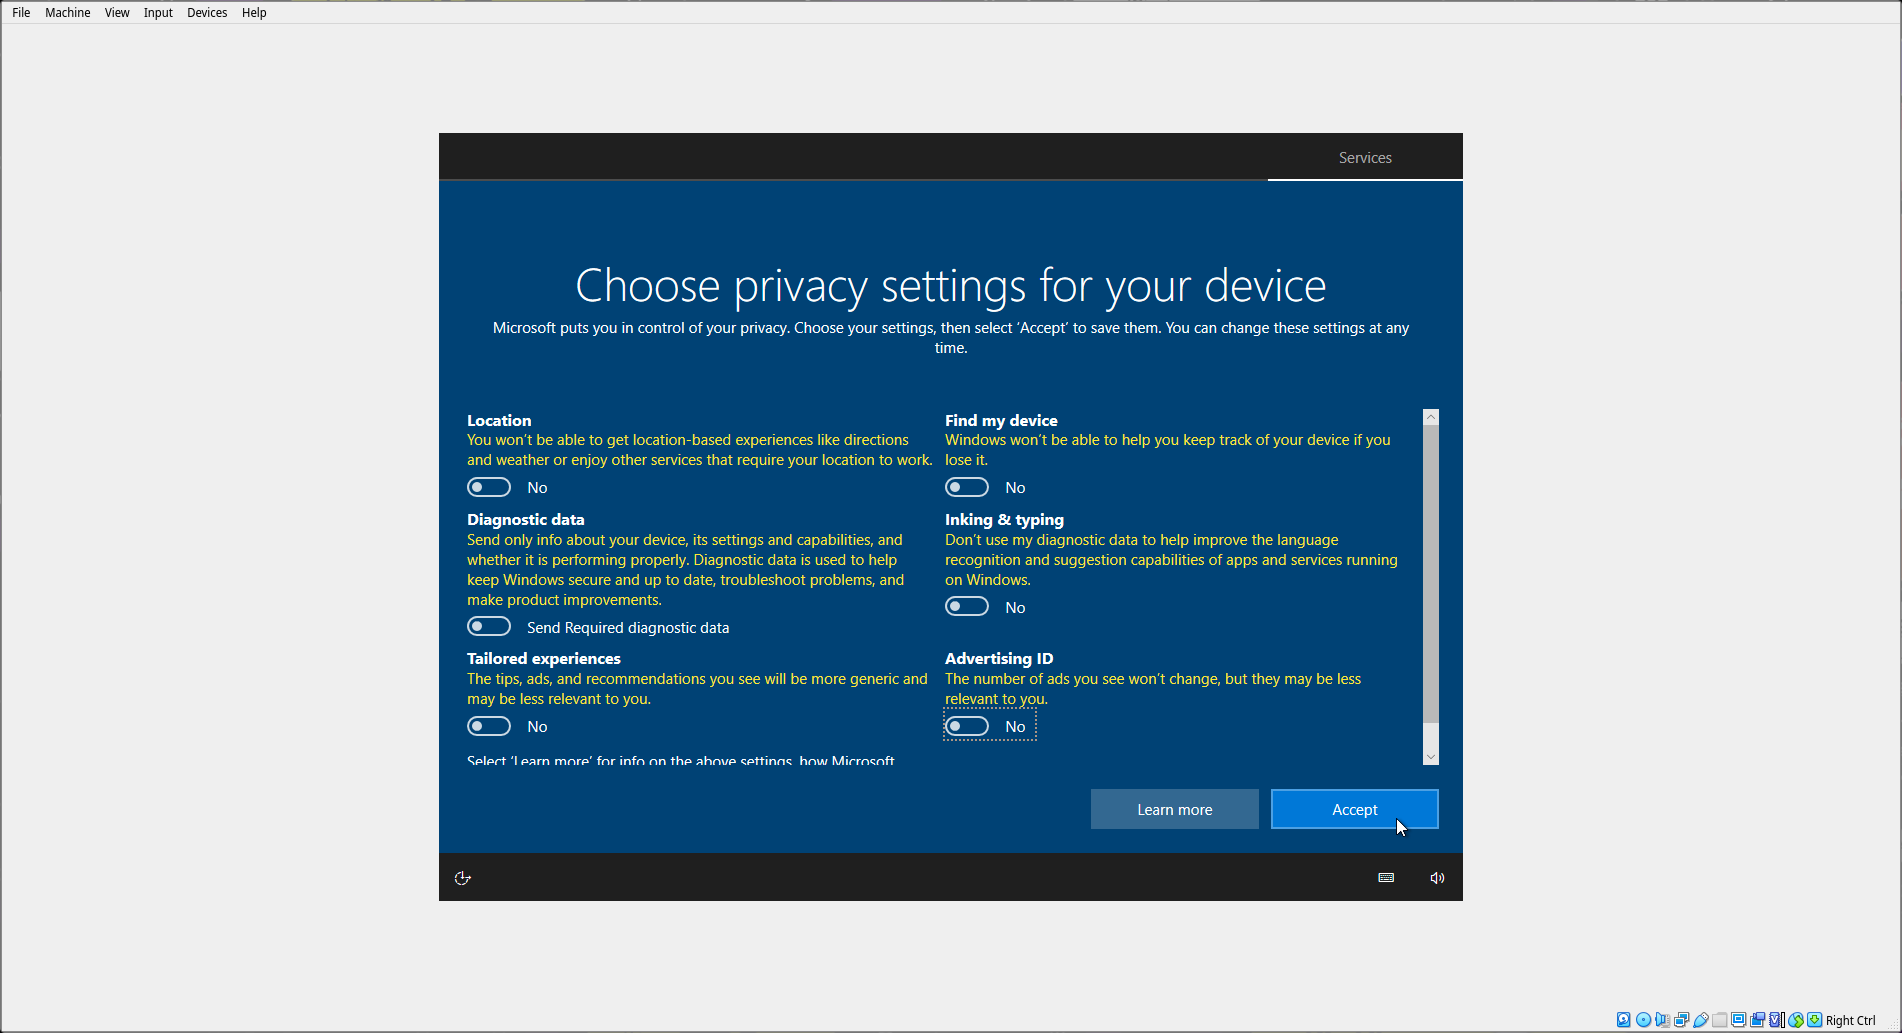 File Machine View Input Devices Help
Services
Choose privacy settings for your device
Microsoft puts you in control of your privacy. Choose your settings, then select ‘Accept’ to save them. You can change these settings at any
time.
Location
You won’t be able to get location-based experiences like directions
and weather or enjoy other services that require your location to work.
No
Find my device
Windows won’t be able to help you keep track of your device if you
lose it.
No
Diagnostic data
Send only info about your device, its settings and capabilities, and
whether it is performing properly. Diagnostic data is used to help
keep Windows secure and up to date, troubleshoot problems, and
make product improvements.
Send Required diagnostic data
Inking & typing
Don’t use my diagnostic data to help improve the language
recognition and suggestion capabilities of apps and services running
on Windows.
No
Tailored experiences
The tips, ads, and recommendations you see will be more generic and
may be less relevant to you.
No
Advertising ID
The number of ads you see won’t change, but they may be less
relevant to you.
No
Select ‘Learn more’ for info on the above settings, how Microsoft
Learn more
Accept
Right Ctrl